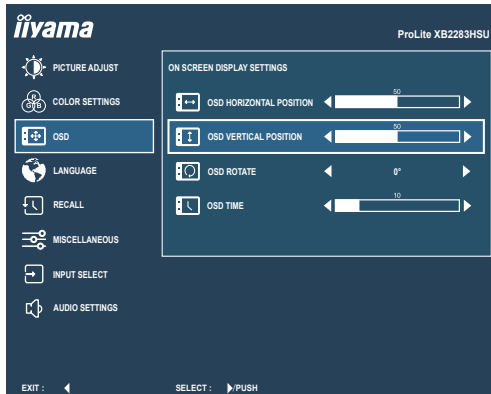 iiyama
ProLite XB2283HSU
PICTURE ADJUST
COLOR SETTINGS
R
G B
OSD
LANGUAGE
RECALL
MISCELLANEOUS
INPUT SELECT
AUDIO SETTINGS
ON SCREEN DISPLAY SETTINGS
OSD HORIZONTAL POSITION
50
OSD VERTICAL POSITION
50
OSD ROTATE
0°
OSD TIME
10
EXIT :
SELECT : /PUSH